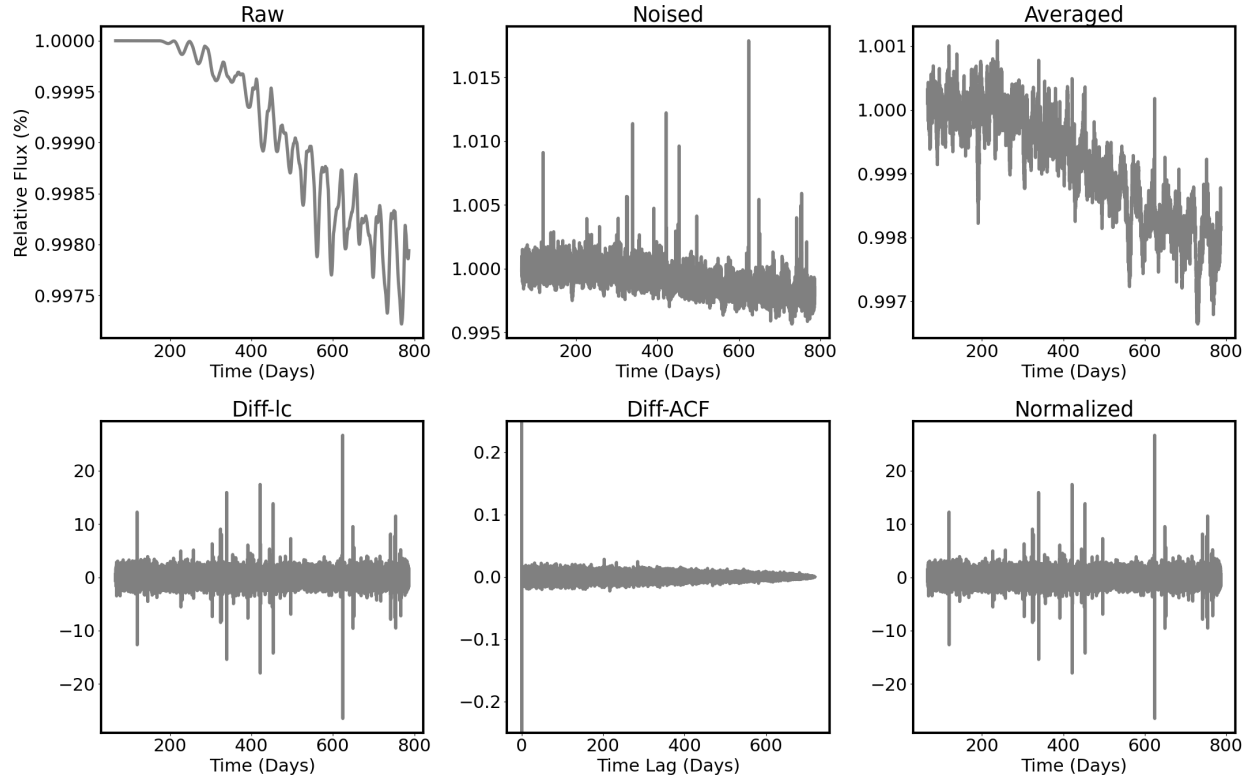 Raw
Noised
Averaged
Relative Flux (%)
1.0000
0.9995
0.9990
0.9985
0.9980
0.9975
200 400 600 800
Time (Days)
1.015
1.010
1.005
1.000
0.995
200 400 600 800
Time (Days)
1.001
1.000
0.999
0.998
0.997
200 400 600 800
Time (Days)
Diff-lc
Diff-ACF
Normalized
20
10
0
−10
−20
200 400 600 800
Time (Days)
0.2
0.1
0.0
−0.1
−0.2
0 200 400 600
Time Lag (Days)
20
10
0
−10
−20
200 400 600 800
Time (Days)